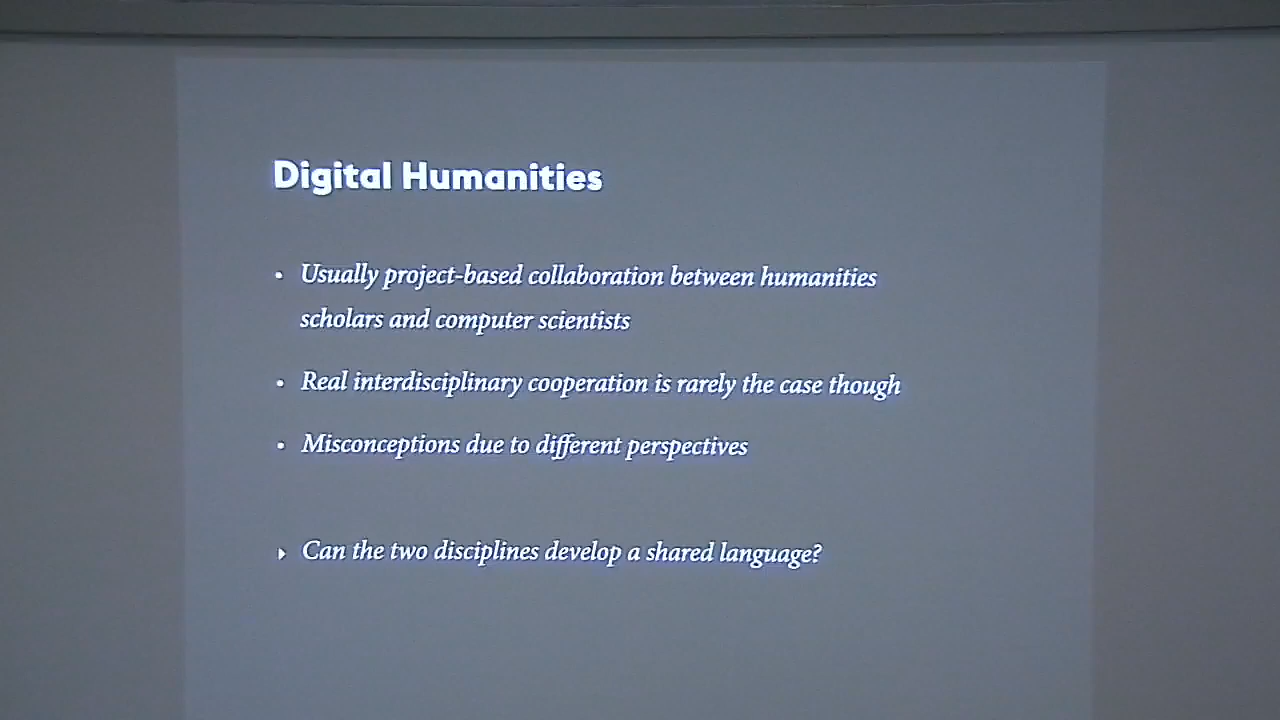 Digital Humanities
• Usually project-based collaboration between humanities
scholars and computer scientists
• Real interdisciplinary cooperation is rarely the case though
• Misconceptions due to different perspectives
▸ Can the two disciplines develop a shared language?